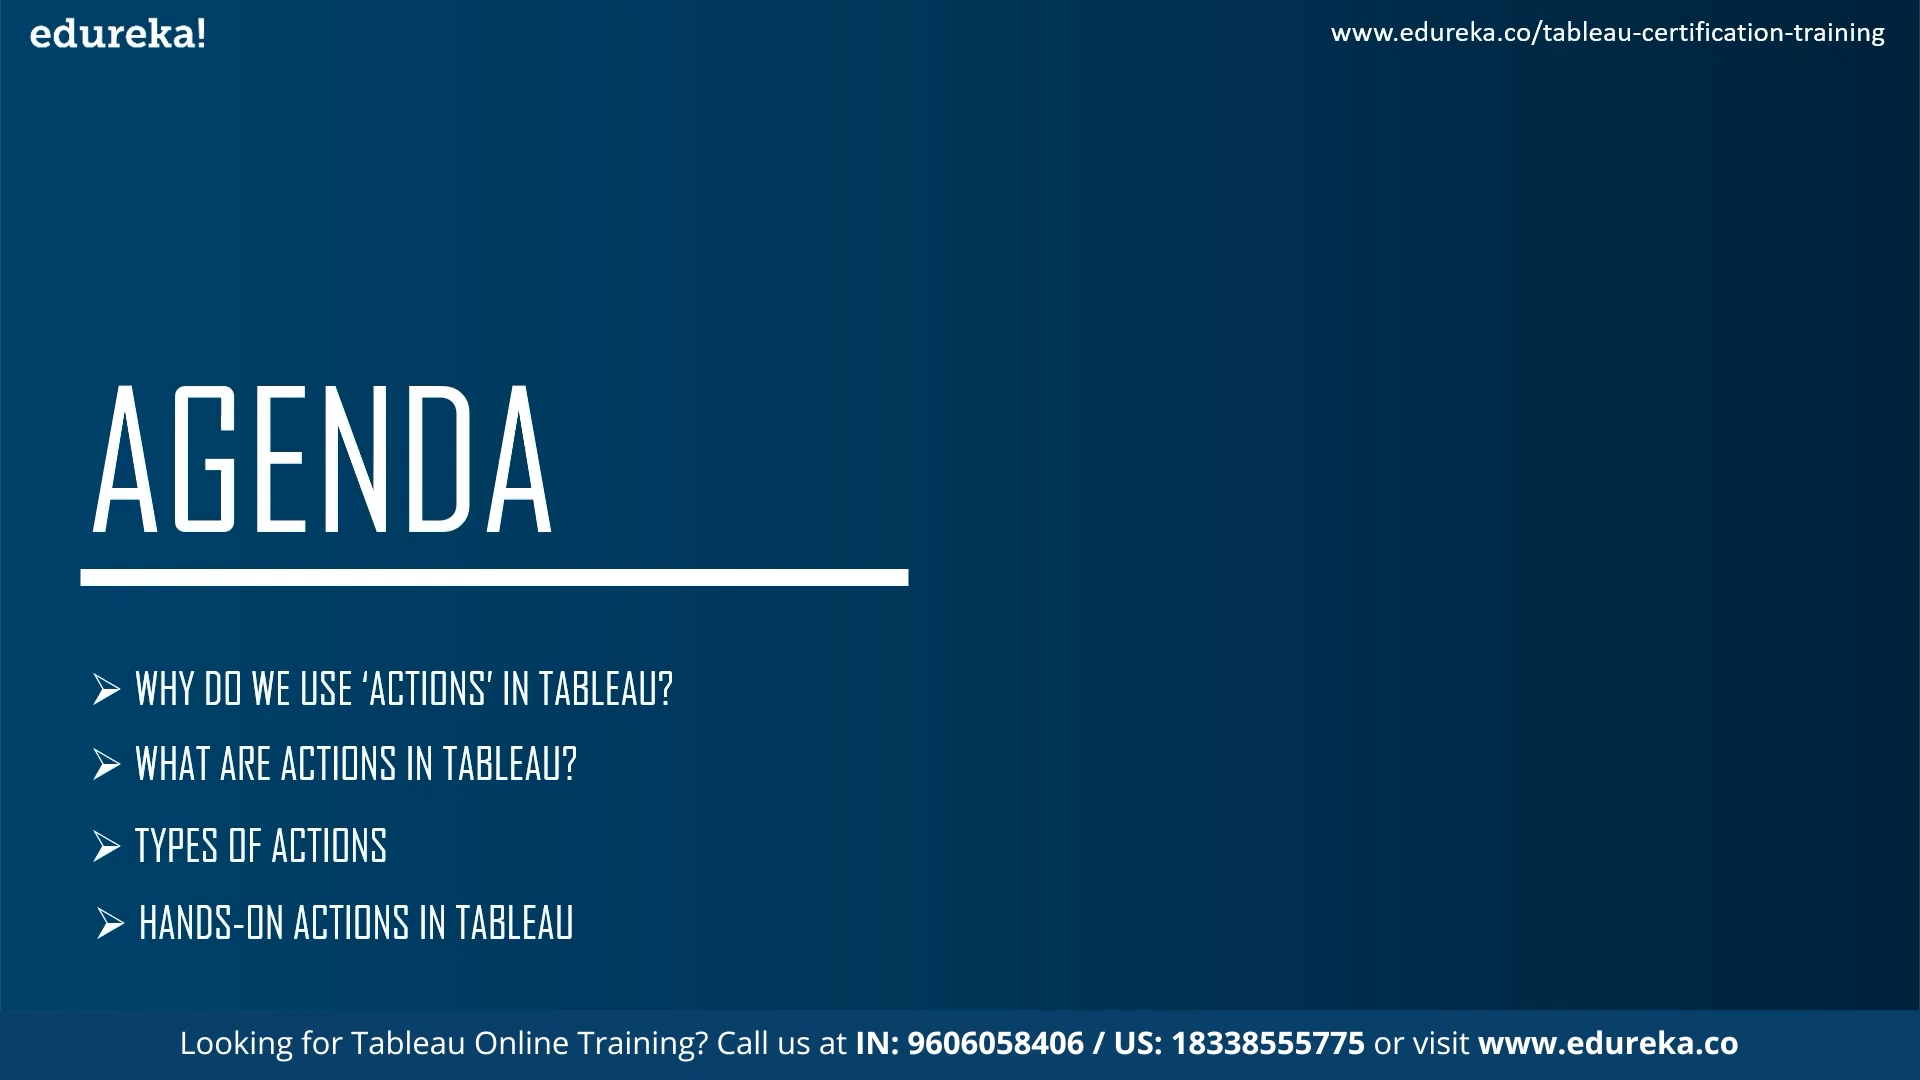 edureka!
www.edureka.co/tableau-certification-training
AGENDA
➢ WHY DO WE USE ‘ACTIONS’ IN TABLEAU?
➢ WHAT ARE ACTIONS IN TABLEAU?
➢ TYPES OF ACTIONS
➢ HANDS-ON ACTIONS IN TABLEAU
Looking for Tableau Online Training? Call us at IN: 9606058406 / US: 18338555775 or visit www.edureka.co